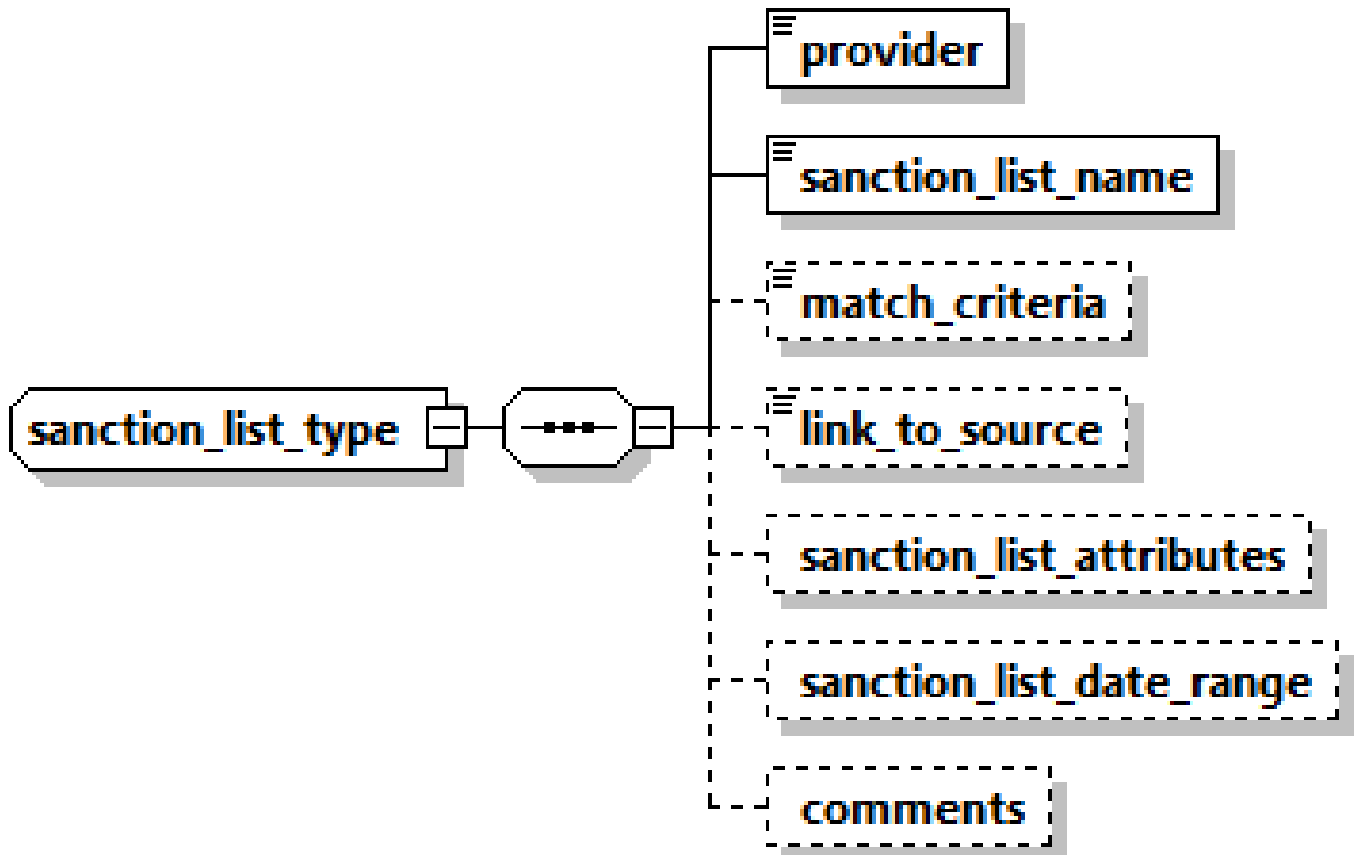 provider
sanction_list_name
match_criteria
sanction_list_type
link_to_source
sanction_list_attributes
sanction_list_date_range
comments